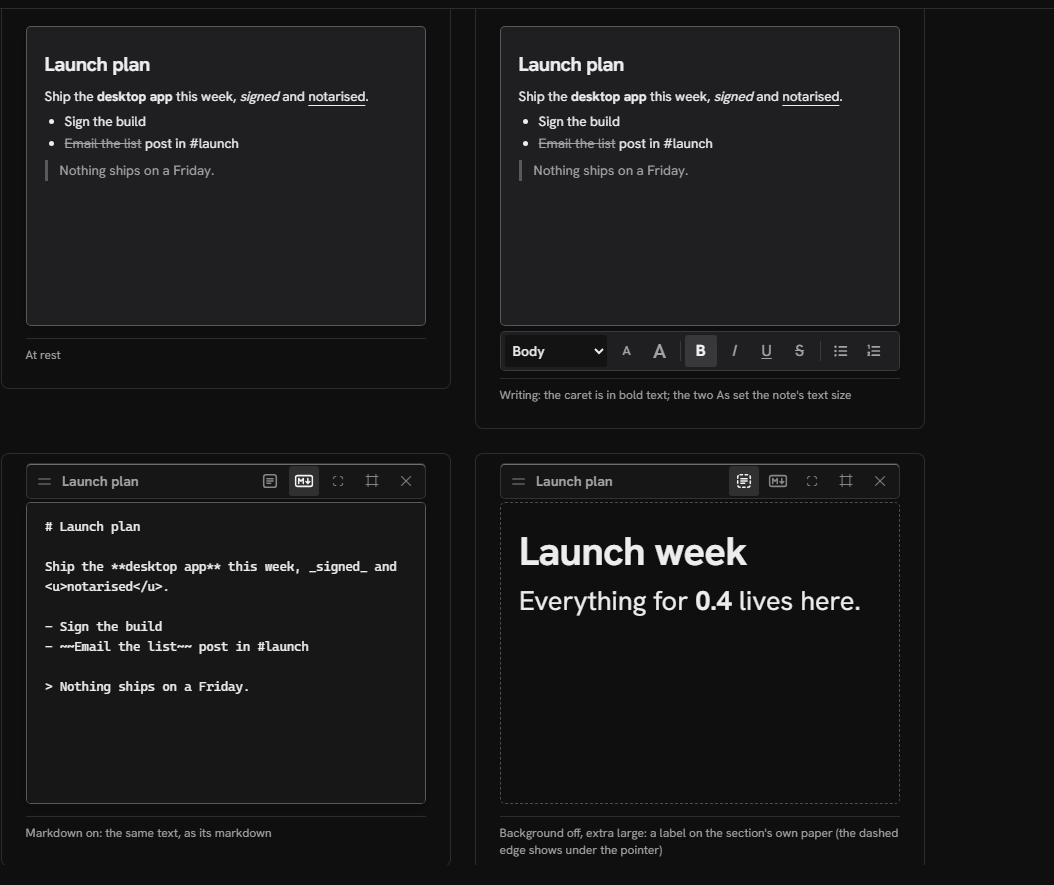 Launch plan
Ship the desktop app this week, signed and notarised.
• Sign the build
• Email the list post in #launch
Nothing ships on a Friday.
At rest
Launch plan
Ship the desktop app this week, signed and notarised.
• Sign the build
• Email the list post in #launch
Nothing ships on a Friday.
Body A A B I U S
Writing: the caret is in bold text; the two As set the note's text size
Launch plan M↓
# Launch plan
Ship the **desktop app** this week, _signed_ and
<u>notarised</u>.
- Sign the build
- ~~Email the list~~ post in #launch
> Nothing ships on a Friday.
Markdown on: the same text, as its markdown
Launch plan M↓
Launch week
Everything for 0.4 lives here.
Background off, extra large: a label on the section's own paper (the dashed
edge shows under the pointer)